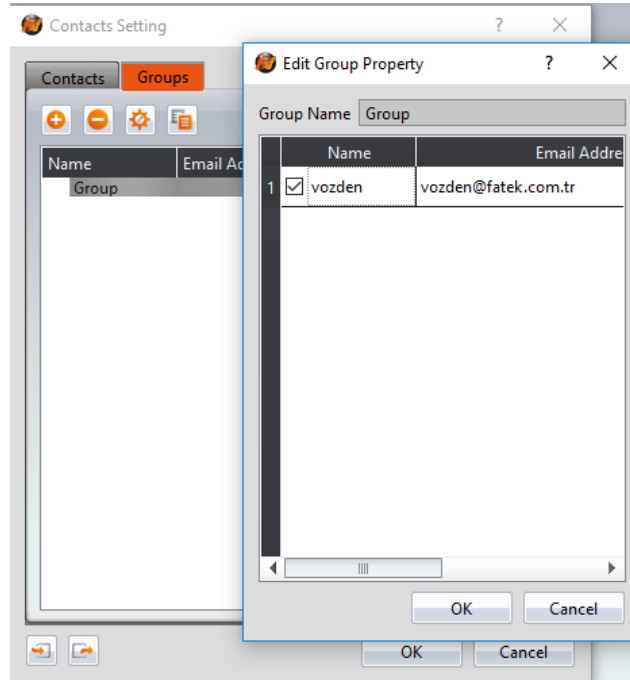 Contacts Setting
?
Contacts
Groups
Name
Email Ad
Group
OK
Cancel
Edit Group Property
?
Group Name
Group
Name
Email Addre
1
vozden
vozden@fatek.com.tr
OK
Cancel